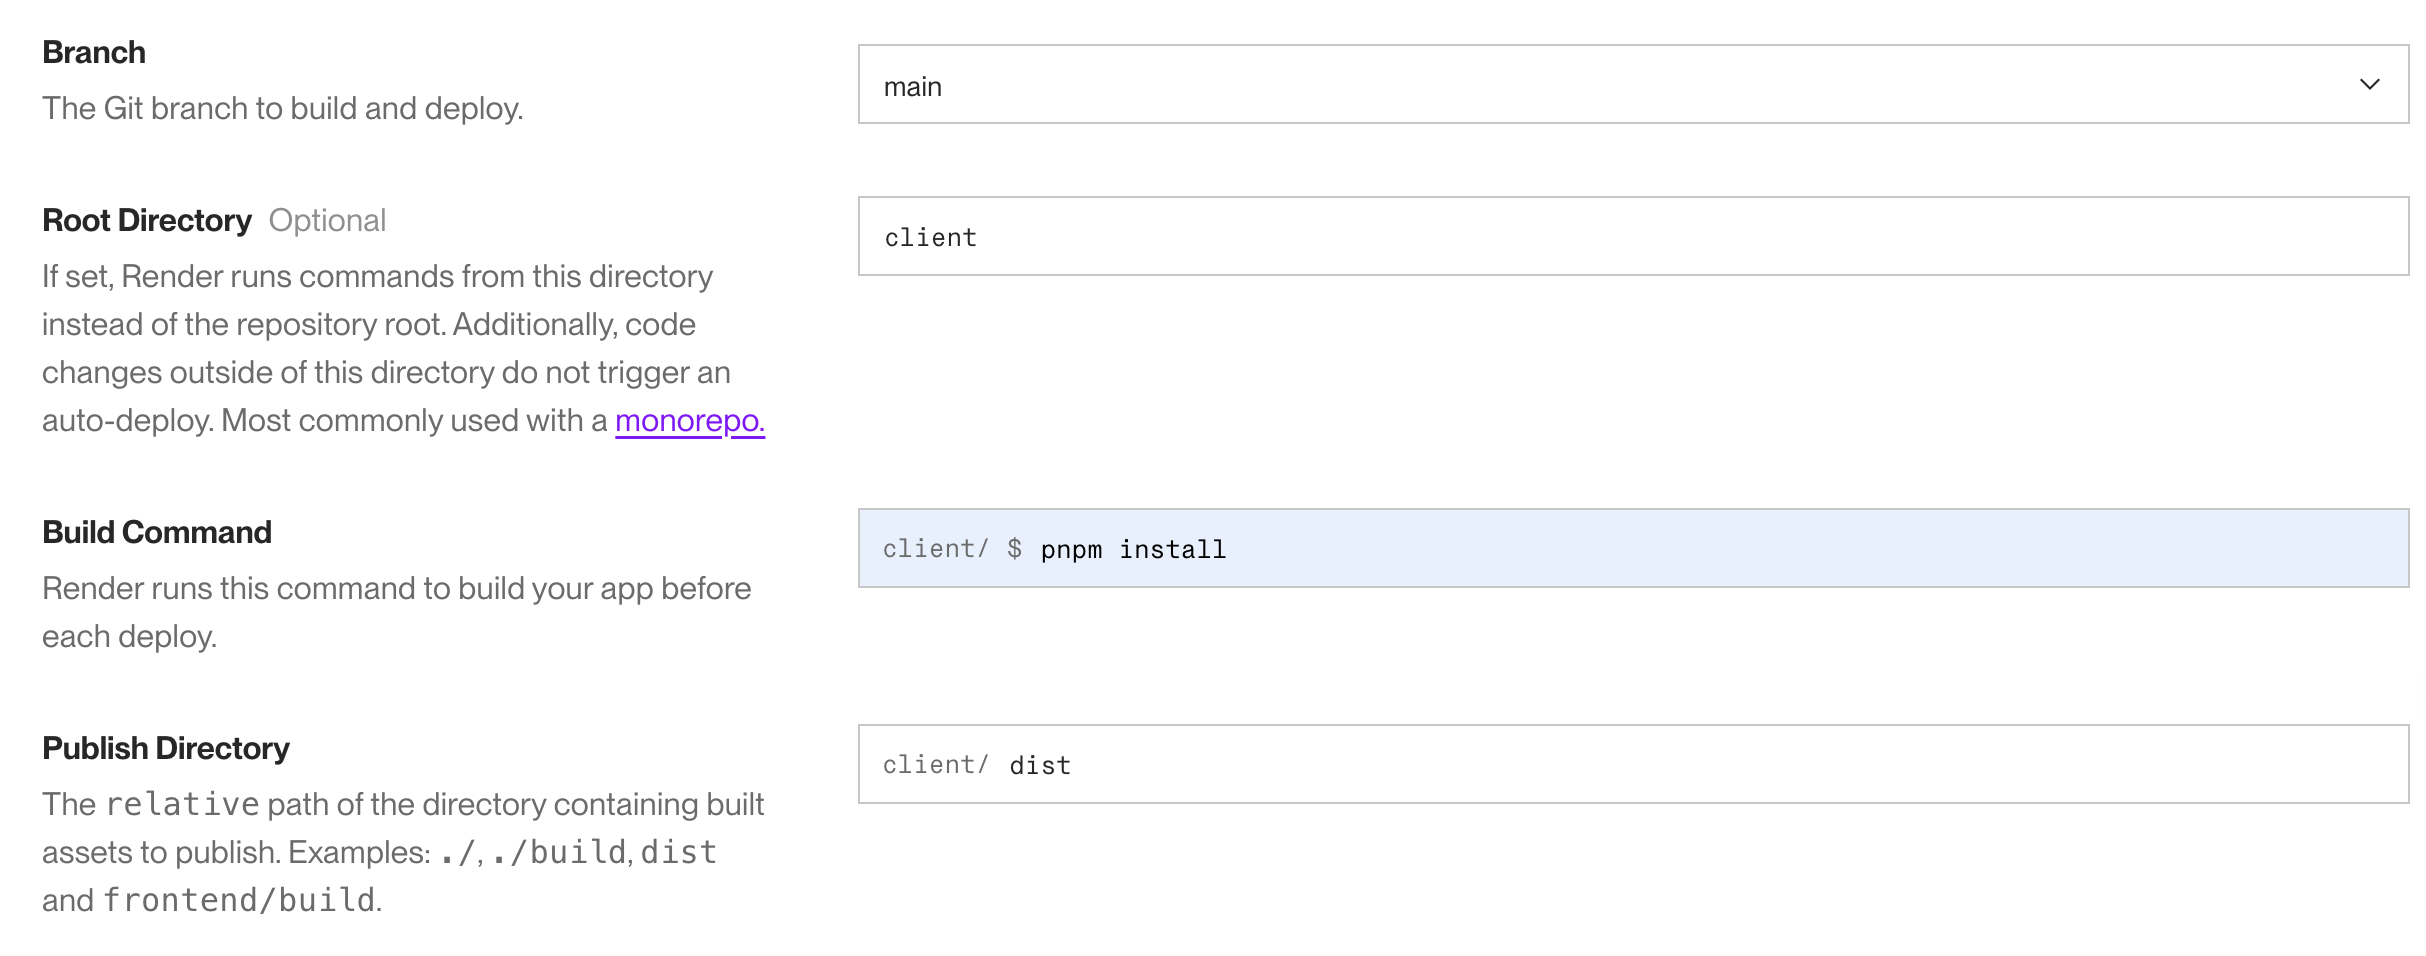 Branch
The Git branch to build and deploy.
main
Root Directory Optional
If set, Render runs commands from this directory
instead of the repository root. Additionally, code
changes outside of this directory do not trigger an
auto-deploy. Most commonly used with a monorepo.
client
Build Command
Render runs this command to build your app before
each deploy.
client/ $ pnpm install
Publish Directory
The relative path of the directory containing built
assets to publish. Examples: ./, ./build, dist
and frontend/build.
client/ dist